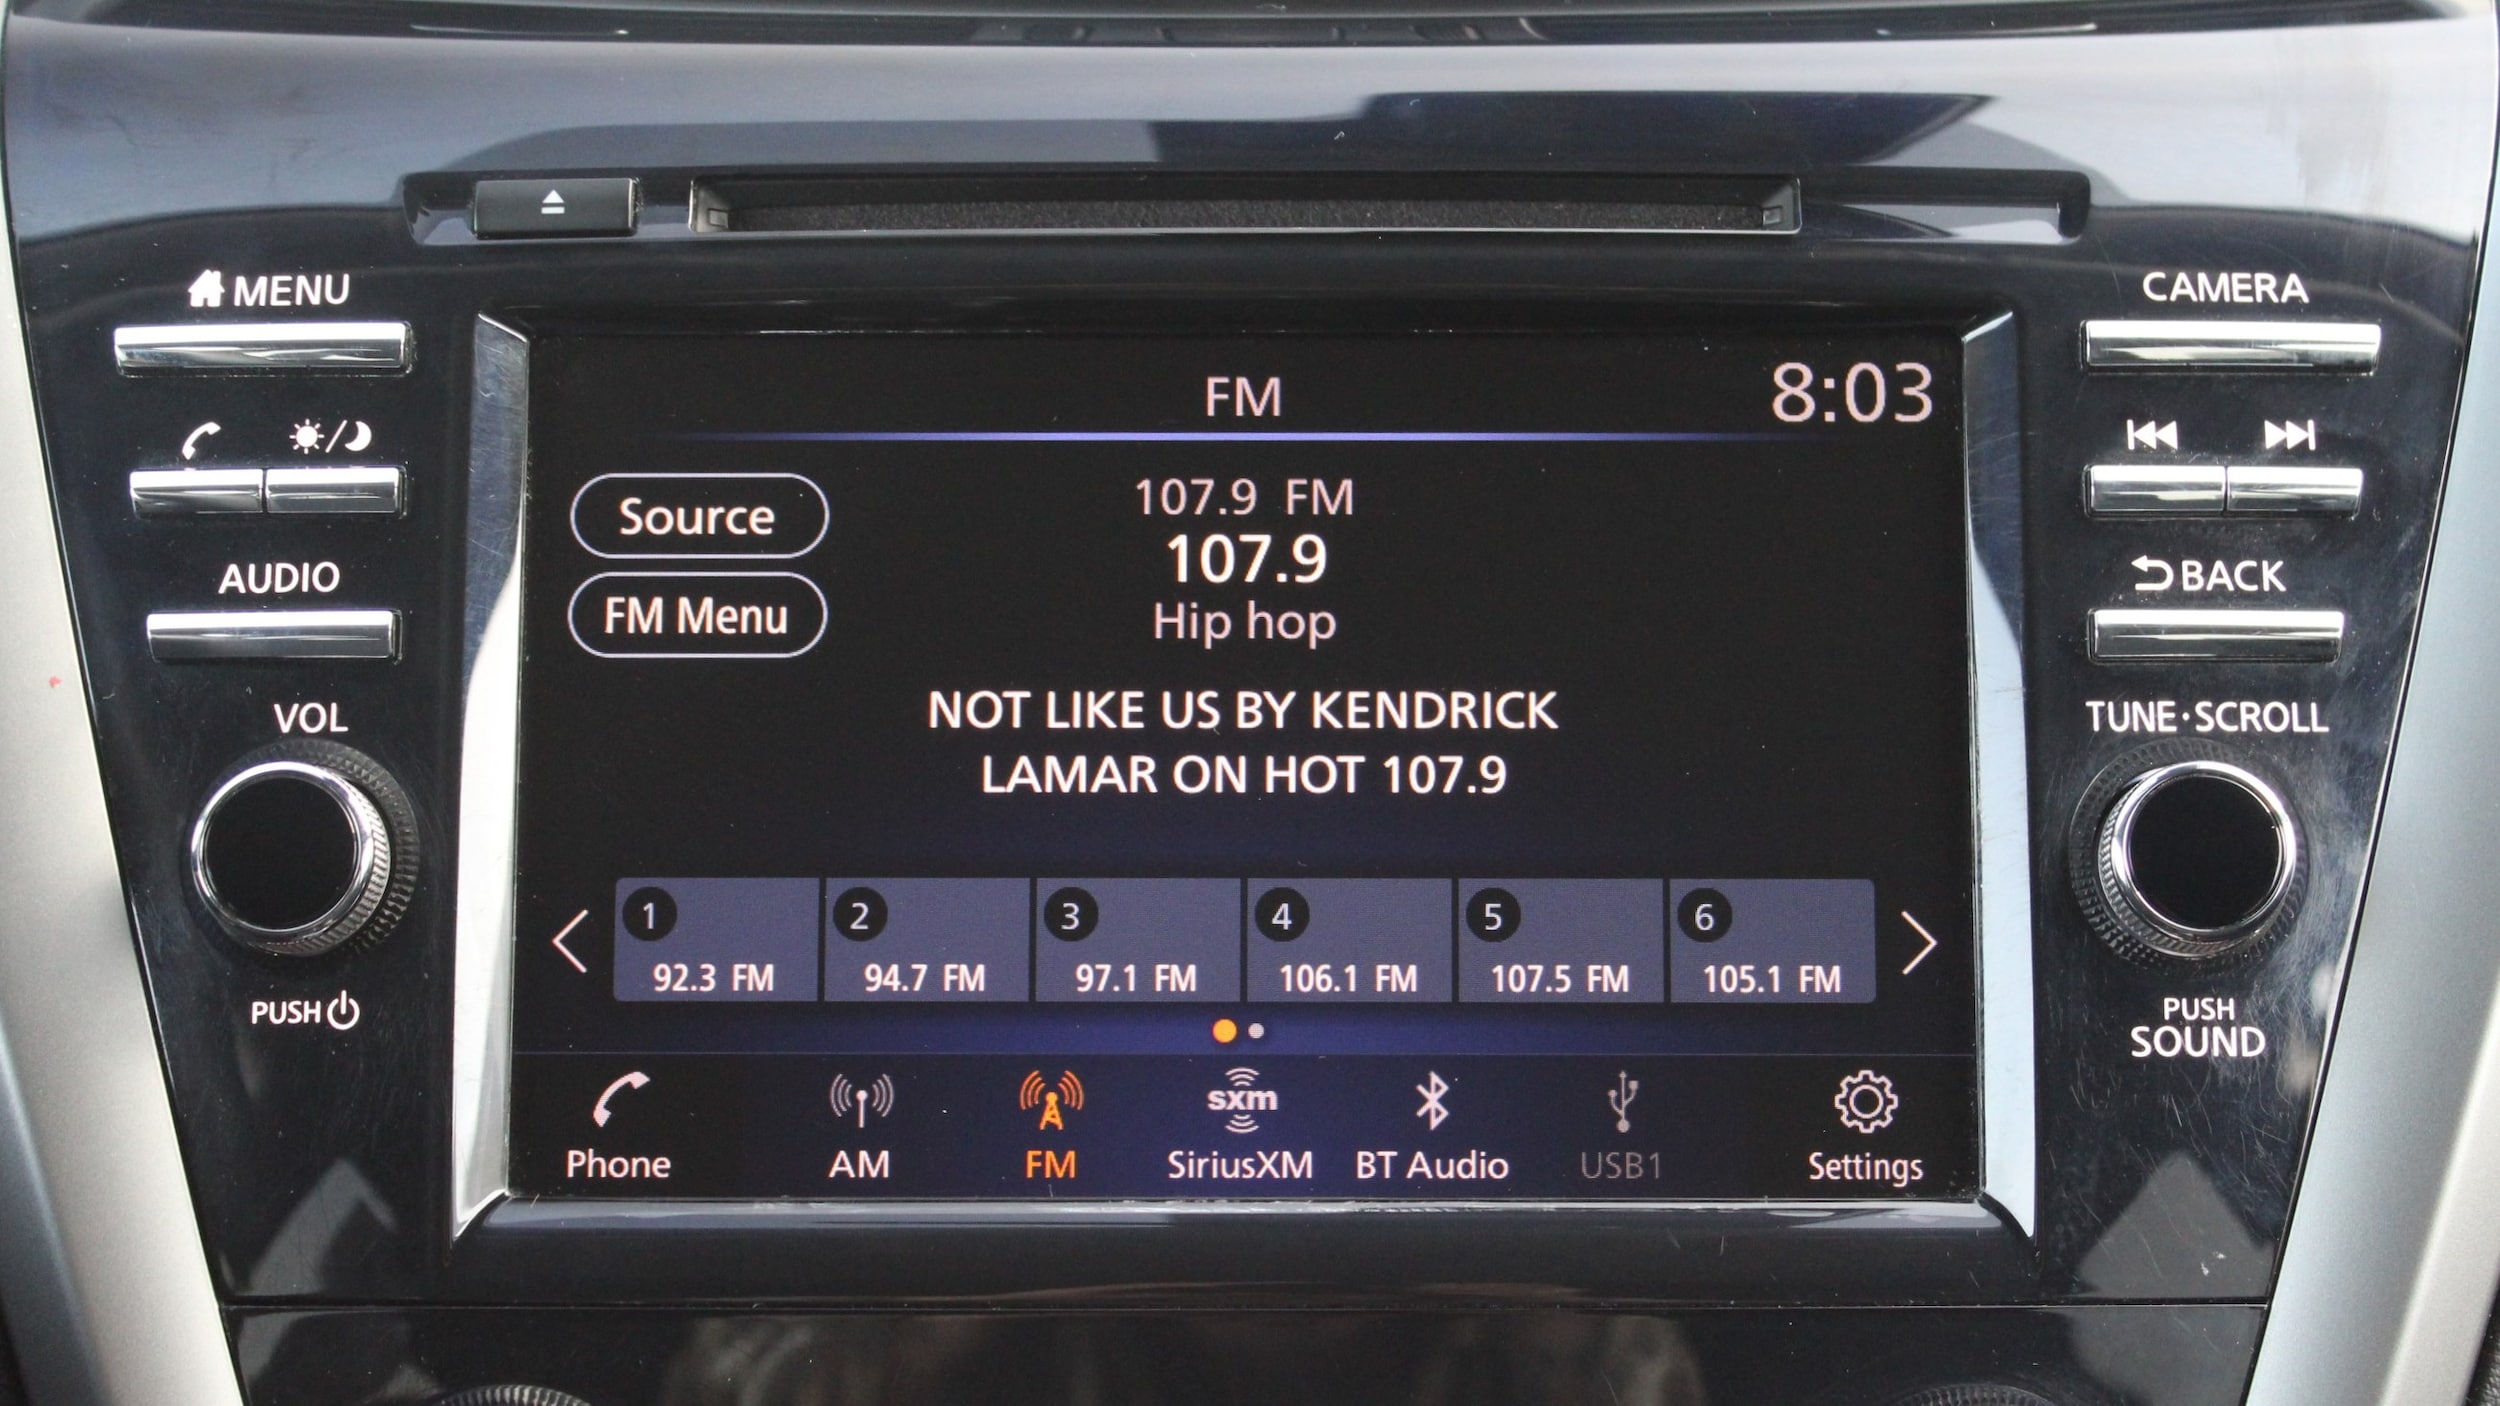 MENU
CAMERA
FM
8:03
Source
107.9 FM
107.9
FM Menu
Hip hop
AUDIO
BACK
NOT LIKE US BY KENDRICK
LAMAR ON HOT 107.9
VOL
TUNE·SCROLL
1
2
3
4
5
6
92.3 FM
94.7 FM
97.1 FM
106.1 FM
107.5 FM
105.1 FM
PUSH
PUSH
SOUND
sxm
Phone
AM
FM
SiriusXM
BT Audio
USB1
Settings